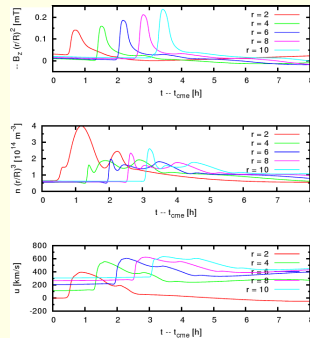 -- B_z (r/R)^2 [mT]
0.2
0.1
0
r = 2
r = 4
r = 6
r = 8
r = 10
0 1 2 3 4 5 6 7 8
t -- t_cme [h]
n (r/R)^3 [10^14 m^-3]
4
3
2
1
0
r = 2
r = 4
r = 6
r = 8
r = 10
0 1 2 3 4 5 6 7 8
t -- t_cme [h]
u [km/s]
800
600
400
200
0
-200
r = 2
r = 4
r = 6
r = 8
r = 10
0 1 2 3 4 5 6 7 8
t -- t_cme [h]